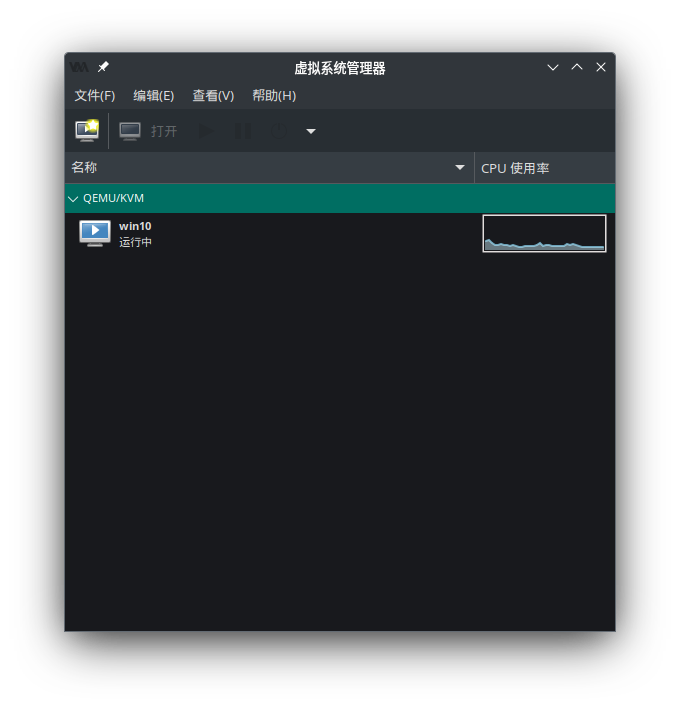 虚拟系统管理器
文件(F) 编辑(E) 查看(V) 帮助(H)
打开
名称 CPU 使用率
QEMU/KVM
win10
运行中